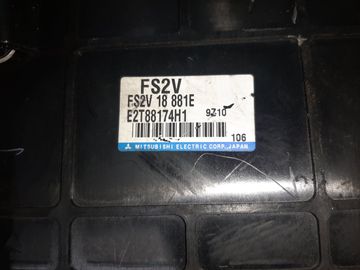 FS2V
FS2V 18 881E
E2T88174H1 9Z10
106
MITSUBISHI ELECTRIC CORP., JAPAN